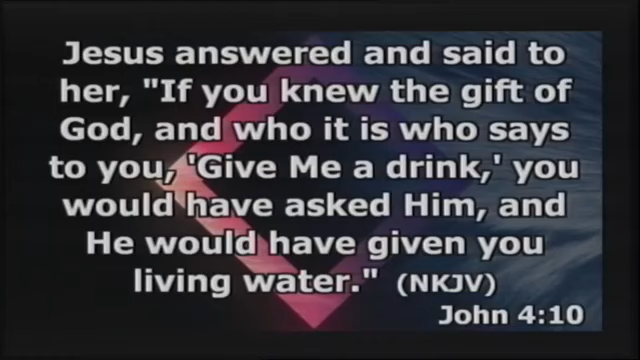 Jesus answered and said to
her, "If you knew the gift of
God, and who it is who says
to you, 'Give Me a drink,' you
would have asked Him, and
He would have given you
living water." (NKJV)
John 4:10